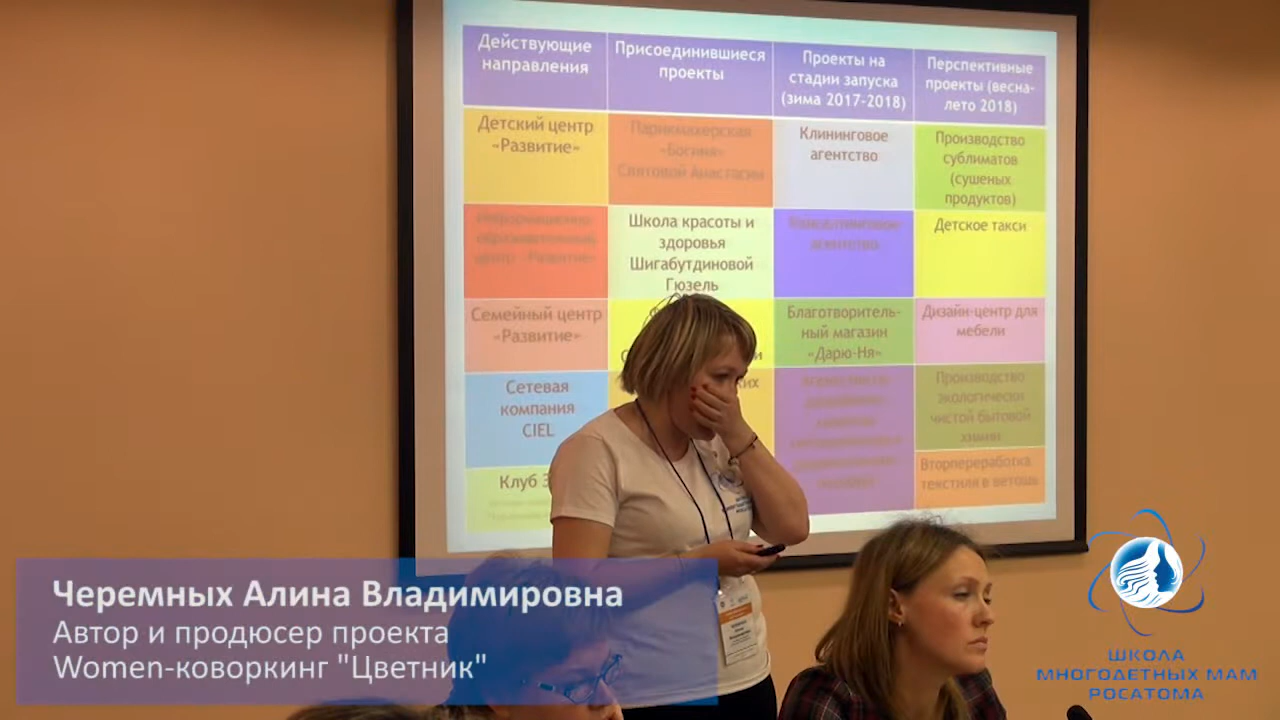 Действующие
направления
Присоединившиеся
проекты
Проекты на
стадии запуска
(зима 2017-2018)
Перспективные
проекты (весна-
лето 2018)
Детский центр
«Развитие»
Парикмахерская
«Богиня»
Святовой Анастасии
Клининговое
агентство
Производство
сублиматов
(сушеных
продуктов)
Школа красоты и
здоровья
Шигабутдиновой
Гюзель
агентство
Детское такси
Семейный центр
«Развитие»
Благотворитель-
ный магазин
«Дарю-Ня»
Дизайн-центр для
мебели
Сетевая
компания
CIEL
Производство
экологически
чистой бытовой
химии
Клуб
Вторпереработка
текстиля в ветошь
Черемных Алина Владимировна
Автор и продюсер проекта
Women-коворкинг "Цветник"
ШКОЛА
МНОГОДЕТНЫХ МАМ
РОСАТОМА